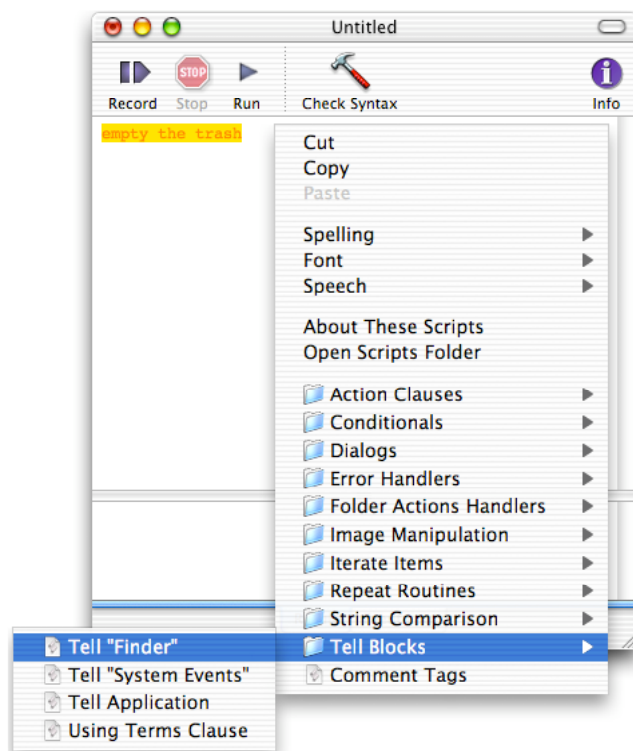 Untitled
Record Stop Run Check Syntax Info
STOP
empty the trash
Cut
Copy
Paste
Spelling
Font
Speech
About These Scripts
Open Scripts Folder
Action Clauses
Conditionals
Dialogs
Error Handlers
Folder Actions Handlers
Image Manipulation
Iterate Items
Repeat Routines
String Comparison
Tell Blocks
Comment Tags
Tell "Finder"
Tell "System Events"
Tell Application
Using Terms Clause